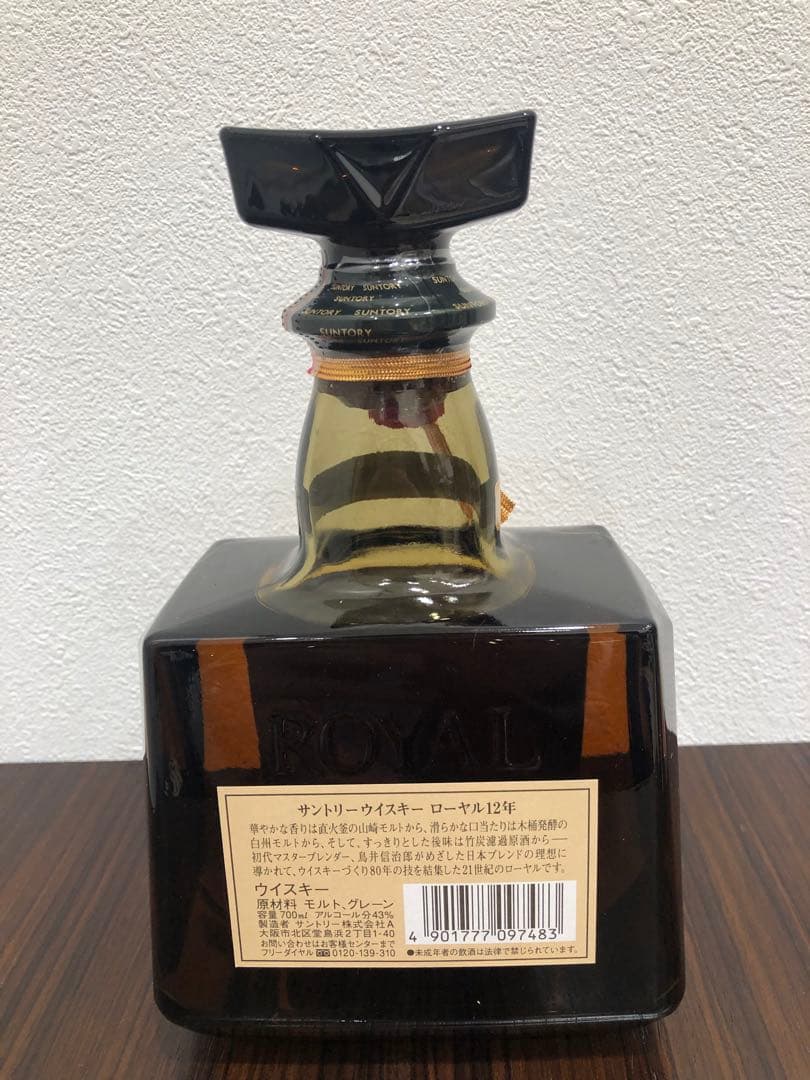 SUNTORY SUNTORY SUNTORY
SUNTORY
SUNTORY SUNTORY SUNTORY
SUNTORY
SUNTORY
ROYAL
サントリーウイスキー ローヤル12年
華やかな香りは直火釜の山崎モルトから、滑らかな口当たりは木桶発酵の
白州モルトから、そして、すっきりとした後味は竹炭濾過原酒から―
初代マスターブレンダー、鳥井信治郎がめざした日本ブレンドの理想に
導かれて、ウイスキーづくり80年の技を結集した21世紀のローヤルです。
ウイスキー
原材料 モルト、グレーン
容量700ml アルコール分43%
製造者 サントリー株式会社A
大阪市北区堂島浜2丁目1-40
お問い合わせはお客様センターまで
フリーダイヤル 0120-139-310
4 901777 097483
●未成年者の飲酒は法律で禁じられています。